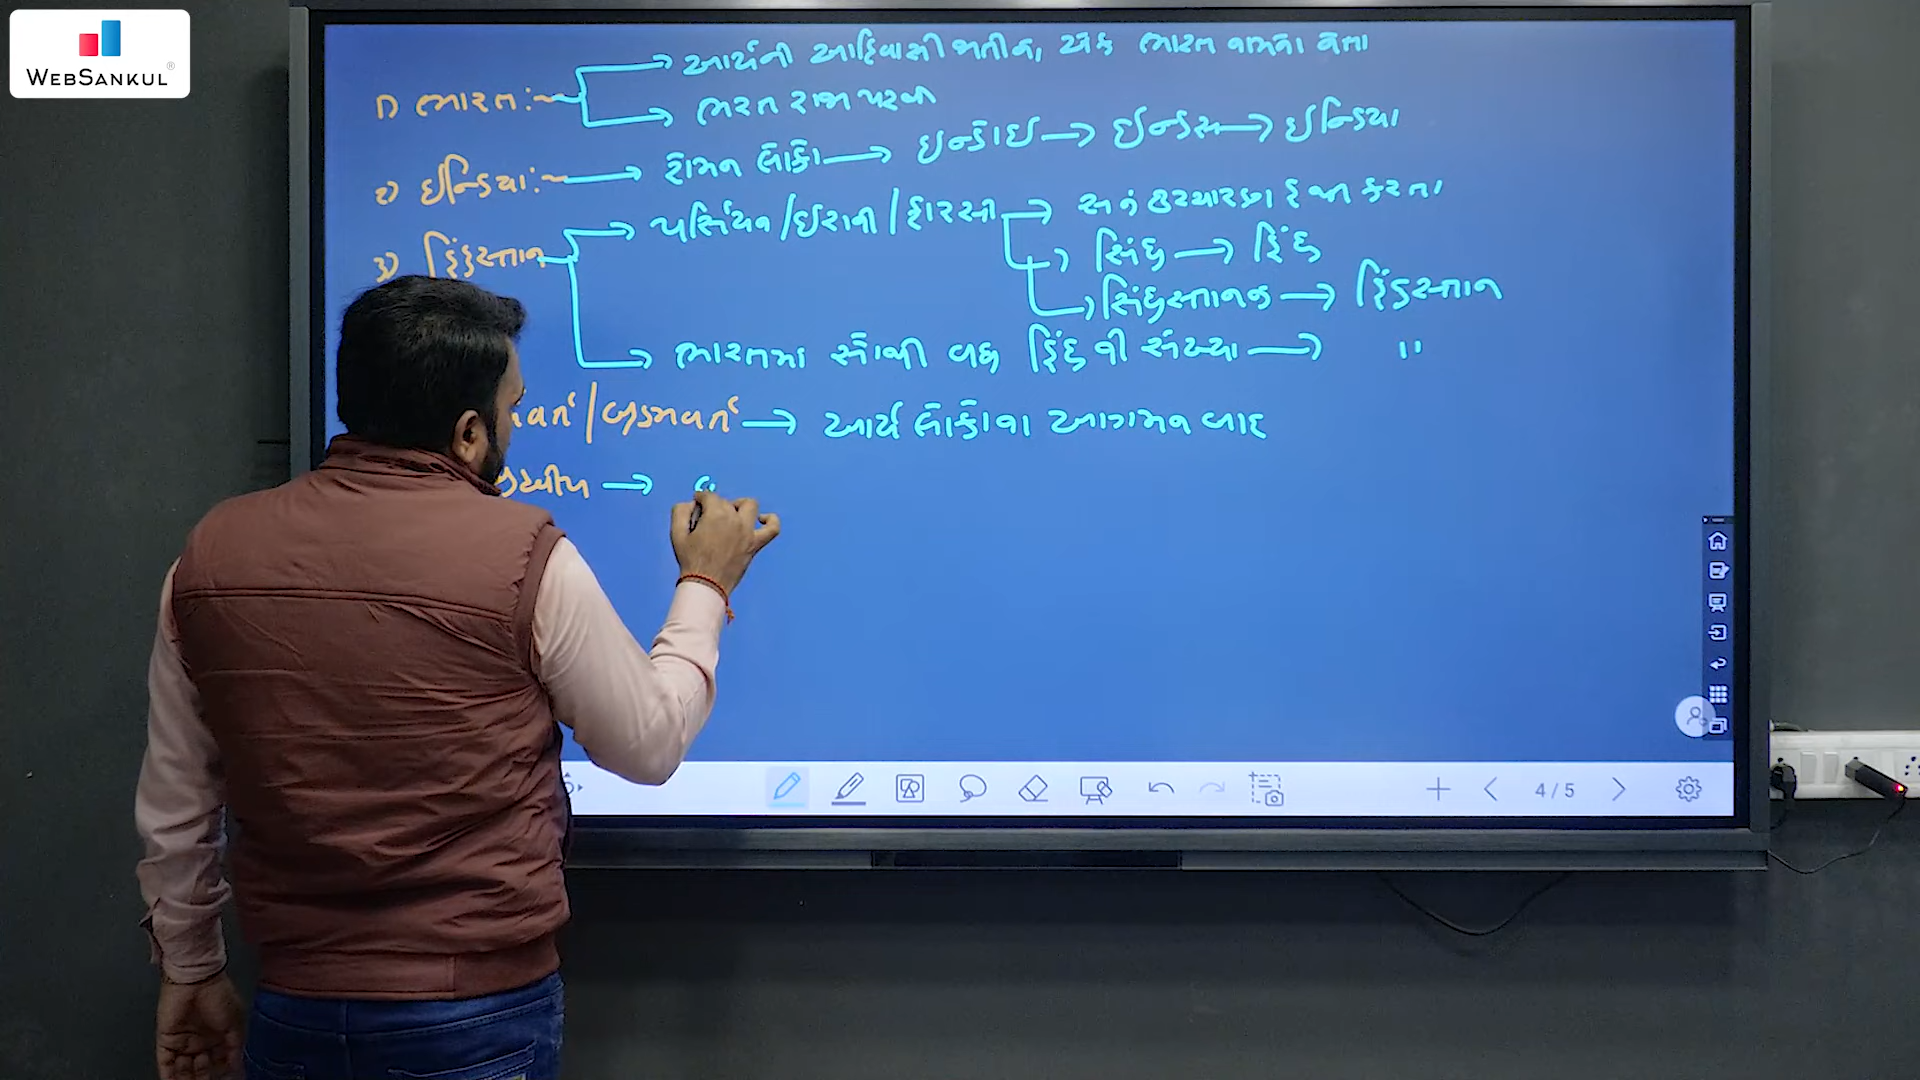 WEBSANKUL®
1) ભારત :- → આર્યની આદિવાસી જાતીના, એક ભારત નામના
→ ભરત રાજા પરથી
2) ઇન્ડિયા :- → રોમન લોકો → ઇન્ડોઇ → ઇન્ડસ → ઇન્ડિયા
3) હિંદુસ્તાન → પર્સિયન / ઇરાની / ફારસી → સ નું ઉચ્ચારણ હ થી કરતા
→ સિંધુ → હિંદુ
→ સિંધુસ્તાનનું → હિંદુસ્તાન
→ ભારતમાં સૌથી વધુ હિંદુની સંખ્યા → "
વર્ત / બ્રહ્મવર્ત → આર્ય લોકોના આગમન બાદ
→
4/5